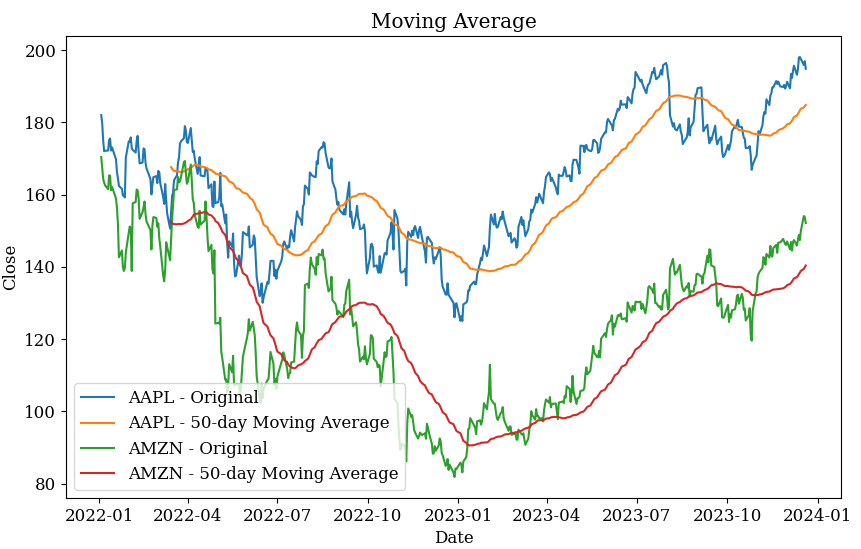 Moving Average
200
180
160
140
120
100
80
Close
AAPL - Original
AAPL - 50-day Moving Average
AMZN - Original
AMZN - 50-day Moving Average
2022-01 2022-04 2022-07 2022-10 2023-01 2023-04 2023-07 2023-10 2024-01
Date